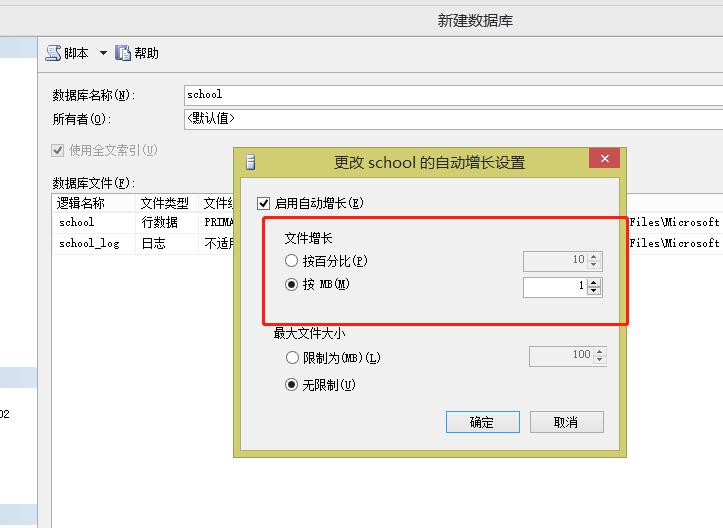 新建数据库
脚本 帮助
数据库名称(N): school
所有者(O): <默认值>
使用全文索引(U)
数据库文件(F):
逻辑名称 文件类型
school 行数据 PRIMA Files\Microsoft
school_log 日志 不适用 Files\Microsoft
更改 school 的自动增长设置
启用自动增长(E)
文件增长
按百分比(P) 10
按 MB(M) 1
最大文件大小
限制为(MB)(L) 100
无限制(U)
确定 取消
02